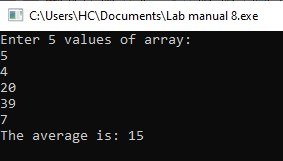 C:\Users\HC\Documents\Lab manual 8.exe
Enter 5 values of array:
5
4
20
39
7
The average is: 15